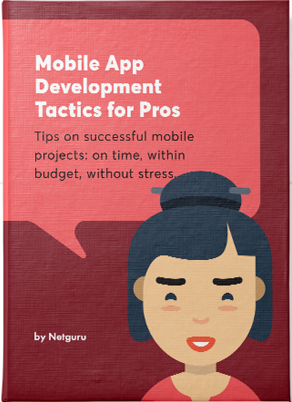 Mobile App
Development
Tactics for Pros
Tips on successful mobile
projects: on time, within
budget, without stress.
by Netguru